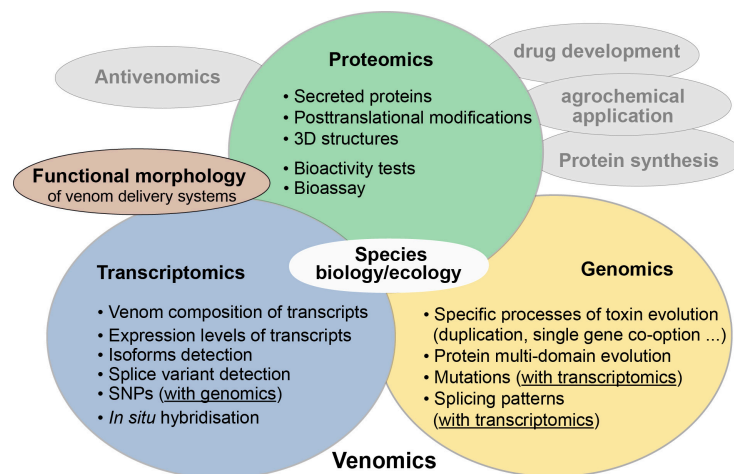 Proteomics
• Secreted proteins
• Posttranslational modifications
• 3D structures
• Bioactivity tests
• Bioassay
Antivenomics
drug development
agrochemical
application
Protein synthesis
Functional morphology
of venom delivery systems
Species
biology/ecology
Transcriptomics
• Venom composition of transcripts
• Expression levels of transcripts
• Isoforms detection
• Splice variant detection
• SNPs (with genomics)
• In situ hybridisation
Genomics
• Specific processes of toxin evolution
(duplication, single gene co-option ...)
• Protein multi-domain evolution
• Mutations (with transcriptomics)
• Splicing patterns
(with transcriptomics)
Venomics